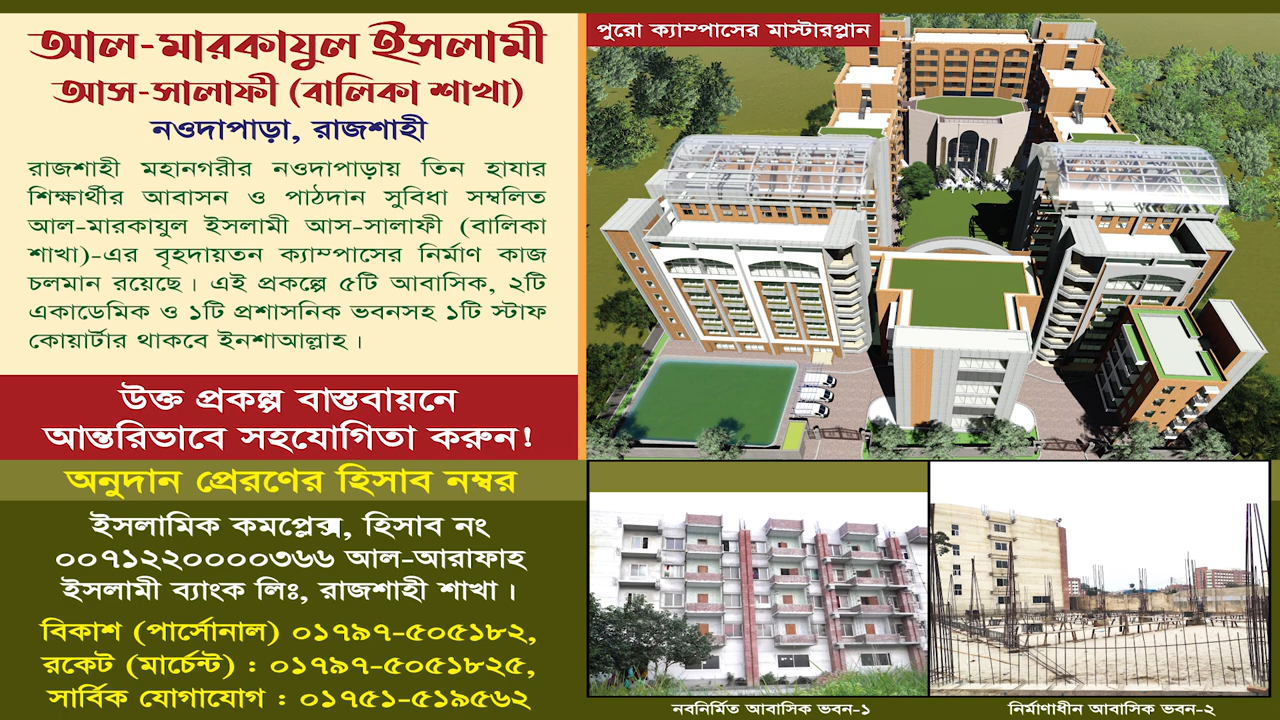 আল-মারকাযুল ইসলামী
আস-সালাফী (বালিকা শাখা)
নওদাপাড়া, রাজশাহী
রাজশাহী মহানগরীর নওদাপাড়ায় তিন হাযার
শিক্ষার্থীর আবাসন ও পাঠদান সুবিধা সম্বলিত
আল-মারকাযুল ইসলামী আস-সালাফী (বালিকা
শাখা)-এর বৃহদায়তন ক্যাম্পাসের নির্মাণ কাজ
চলমান রয়েছে। এই প্রকল্পে ৫টি আবাসিক, ২টি
একাডেমিক ও ১টি প্রশাসনিক ভবনসহ ১টি স্টাফ
কোয়ার্টার থাকবে ইনশাআল্লাহ।
উক্ত প্রকল্প বাস্তবায়নে
আন্তরিভাবে সহযোগিতা করুন!
অনুদান প্রেরণের হিসাব নম্বর
ইসলামিক কমপ্লেক্স, হিসাব নং
০০৭১২২০০০০৩৬৬ আল-আরাফাহ
ইসলামী ব্যাংক লিঃ, রাজশাহী শাখা।
বিকাশ (পার্সোনাল) ০১৭৯৭-৫০৫১৮২,
রকেট (মার্চেন্ট) : ০১৭৯৭-৫০৫১৮২৫,
সার্বিক যোগাযোগ : ০১৭৫১-৫১৯৫৬২
পুরো ক্যাম্পাসের মাস্টারপ্লান
নবনির্মিত আবাসিক ভবন-১
নির্মাণাধীন আবাসিক ভবন-২